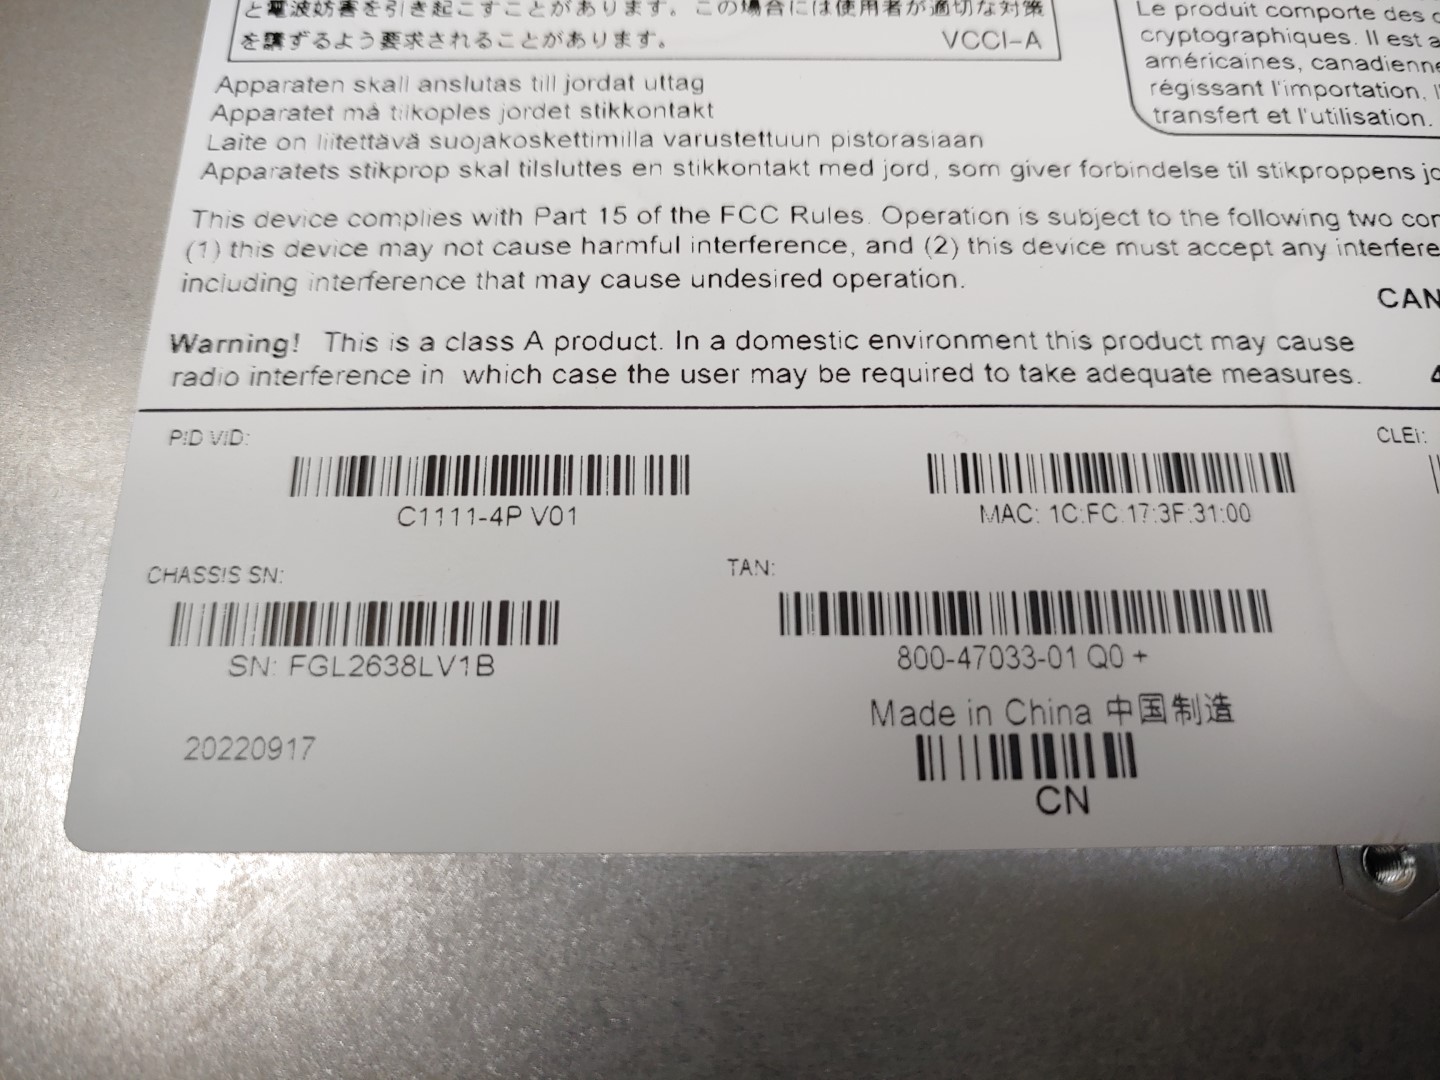 と電波妨害を引き起こすことがあります。この場合には使用者が適切な対策
を講ずるよう要求されることがあります。
VCCI-A
Le produit comporte des
cryptographiques. Il est
américaines,
régissant l'importation,
transfert et l'utilisation.
Apparaten skall anslutas till jordat uttag
Apparatet må tilkoples jordet stikkontakt
Laite on liitettävä suojakoskettimilla varustettuun pistorasiaan
Apparatets stikprop skal tilsluttes en stikkontakt med jord, som giver forbindelse til stikproppens
This device complies with Part 15 of the FCC Rules. Operation is subject to the following two
(1) this device may not cause harmful interference, and (2) this device must accept any
including interference that may cause undesired operation.
CAN
Warning! This is a class A product. In a domestic environment this product may cause
radio interference in which case the user may be required to take adequate measures.
PID VID:
CLEI:
C1111-4P V01
MAC: 1C:FC:17:3F:31:00
CHASSIS SN:
TAN:
SN: FGL2638LV1B
800-47033-01 Q0 +
Made in China 中国制造
20220917
CN